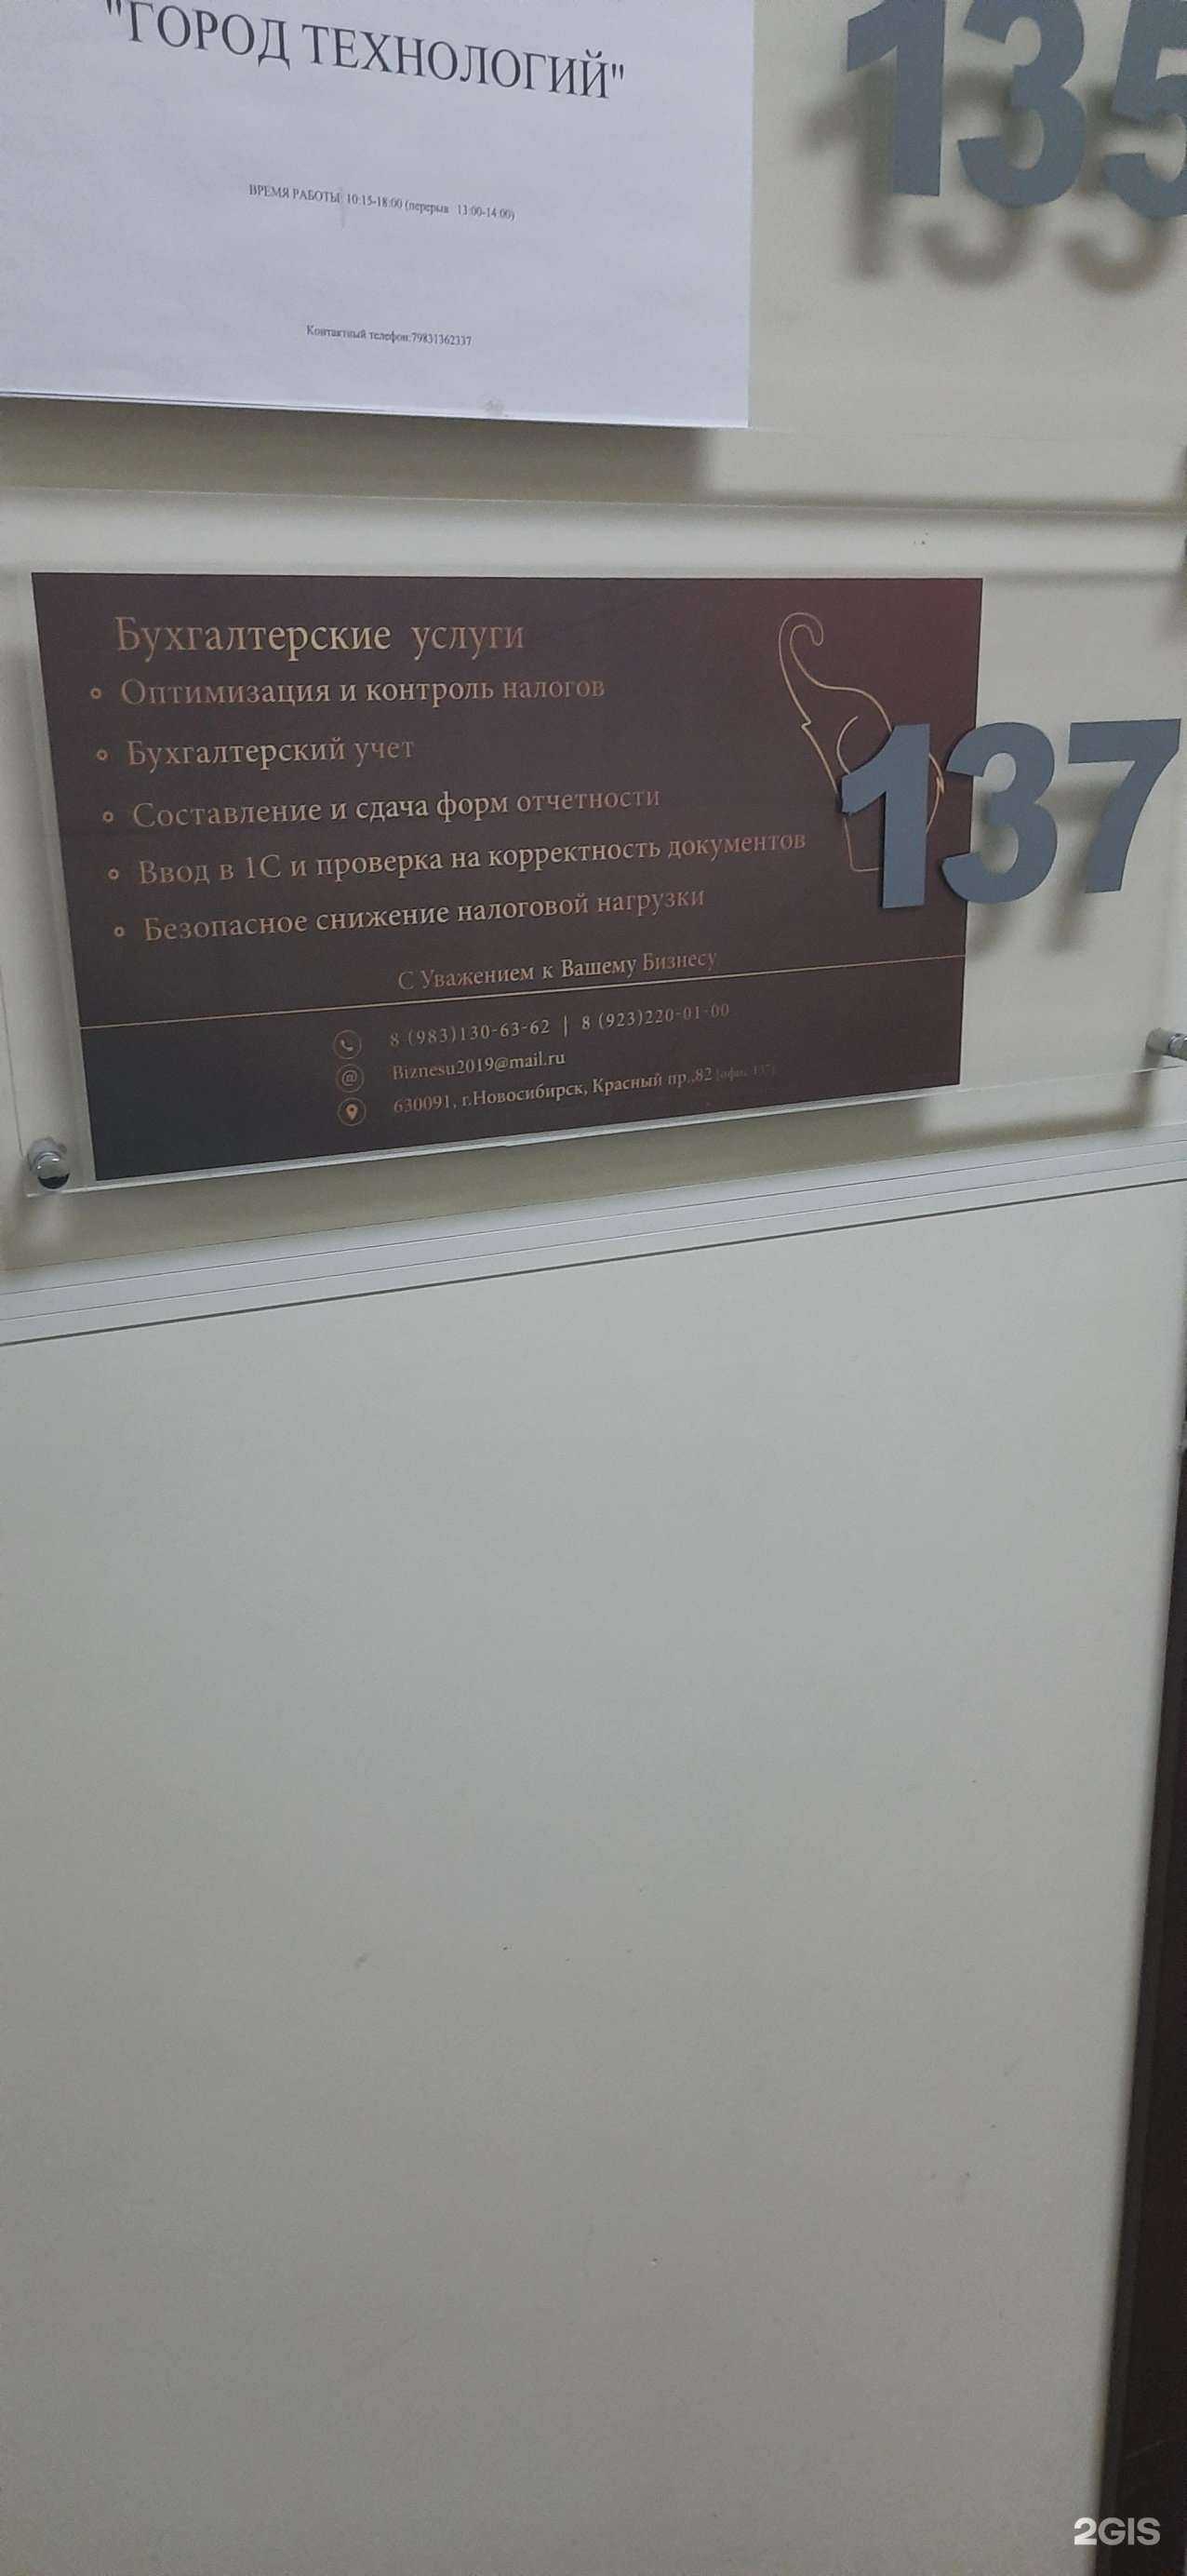 "ГОРОД ТЕХНОЛОГИЙ"
135
ВРЕМЯ РАБОТЫ: 10:15-18:00 (перерыв 13:00-14:00)
Контактный телефон:79831362337
Бухгалтерские услуги
Оптимизация и контроль налогов
Бухгалтерский учет
Составление и сдача форм отчетности
Ввод в 1С и проверка на корректность документов
Безопасное снижение налоговой нагрузки
137
С Уважением к Вашему Бизнесу
8 (983)130-63-62 | 8 (923)220-01-00
Biznesu2019@mail.ru
630091, г.Новосибирск, Красный пр.,82 (офис 137)
2GIS